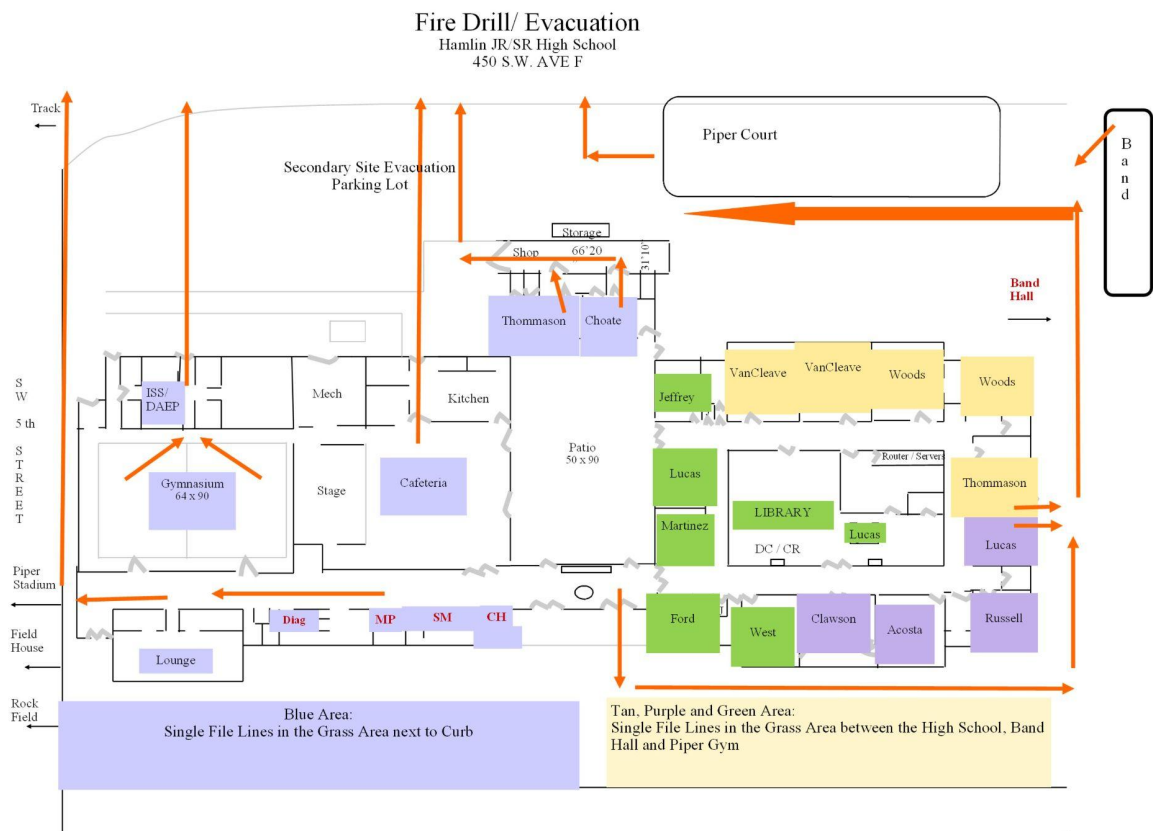 Fire Drill/ Evacuation
Hamlin JR/SR High School
450 S.W. AVE F
Track
Piper Court
Band
Secondary Site Evacuation
Parking Lot
Storage
Shop
66'20
31'10"
Band
Hall
Thommason
Choate
SW 5th STREET
ISS/
DAEP
Mech
Kitchen
Jeffrey
VanCleave
VanCleave
Woods
Woods
Patio
50 x 90
Gymnasium
64 x 90
Stage
Cafeteria
Lucas
Router / Servers
Thommason
LIBRARY
Martinez
Lucas
Lucas
DC / CR
Piper
Stadium
Diag
MP
SM
CH
Ford
West
Clawson
Acosta
Russell
Field
House
Lounge
Rock
Field
Blue Area:
Single File Lines in the Grass Area next to Curb
Tan, Purple and Green Area:
Single File Lines in the Grass Area between the High School, Band
Hall and Piper Gym